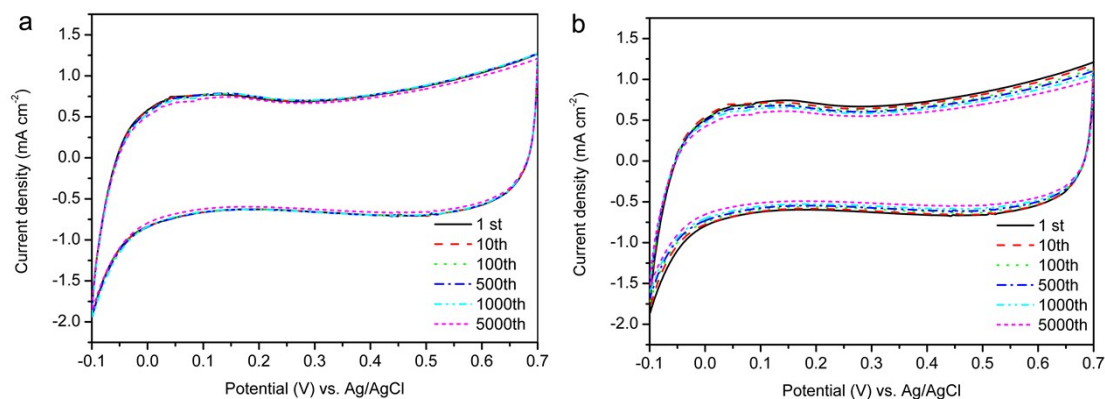 a
Current density (mA cm-2)
1.5
1.0
0.5
0.0
-0.5
-1.0
-1.5
-2.0
1 st
10th
100th
500th
1000th
5000th
-0.1 0.0 0.1 0.2 0.3 0.4 0.5 0.6 0.7
Potential (V) vs. Ag/AgCl
b
Current density (mA cm-2)
1.5
1.0
0.5
0.0
-0.5
-1.0
-1.5
-2.0
1 st
10th
100th
500th
1000th
5000th
-0.1 0.0 0.1 0.2 0.3 0.4 0.5 0.6 0.7
Potential (V) vs. Ag/AgCl